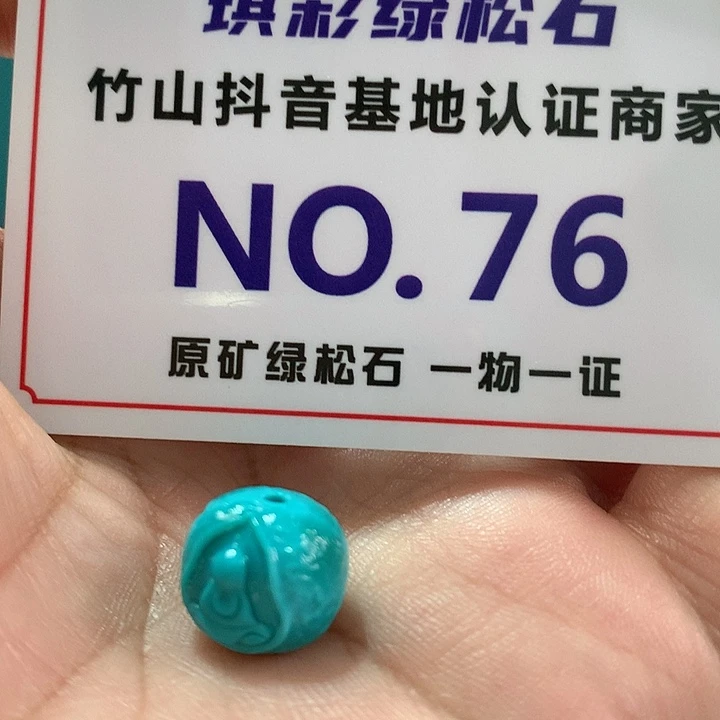 琪彩绿松石
竹山抖音基地认证商家
NO. 76
原矿绿松石 一物一证